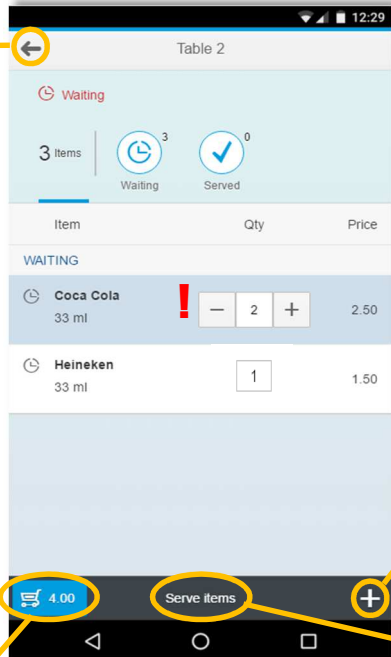 12:29
Table 2
Waiting
3 Items
3
0
Waiting Served
Item Qty Price
WAITING
Coca Cola
33 ml
! − 2 + 2.50
Heineken
33 ml
1 1.50
4.00 Serve items +